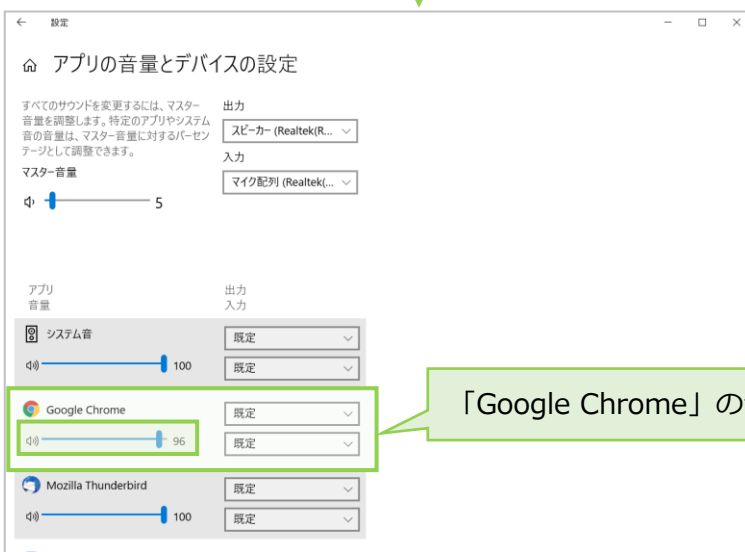 設定
アプリの音量とデバイスの設定
すべてのサウンドを変更するには、マスター
音量を調整します。特定のアプリやシステム
音の音量は、マスター音量に対するパーセン
テージとして調整できます。
マスター音量
5
出力
スピーカー (Realtek(R...
入力
マイク配列 (Realtek(...
アプリ
音量
出力
入力
システム音
既定
100
既定
Google Chrome
既定
96
既定
「Google Chrome」の
Mozilla Thunderbird
既定
100
既定